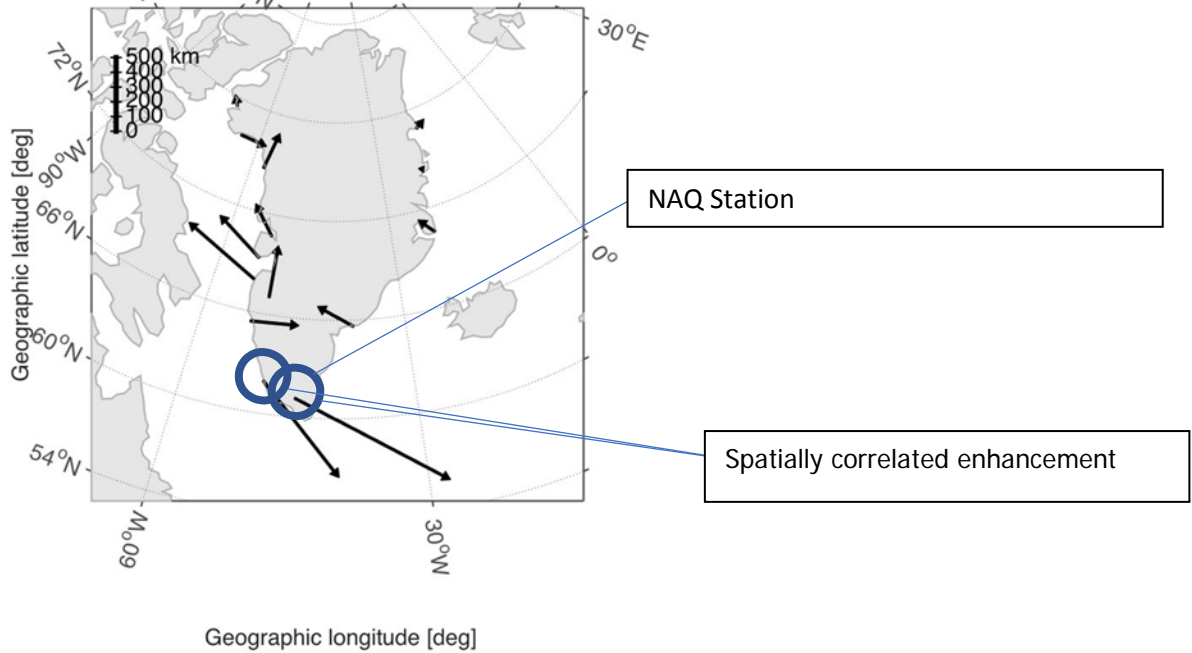 30°E
72°N
500 km
400
300
200
100
0
90°W
66°N
60°N
54°N
Geographic latitude [deg]
NAQ Station
0°
Spatially correlated enhancement
60°W
30°W
Geographic longitude [deg]